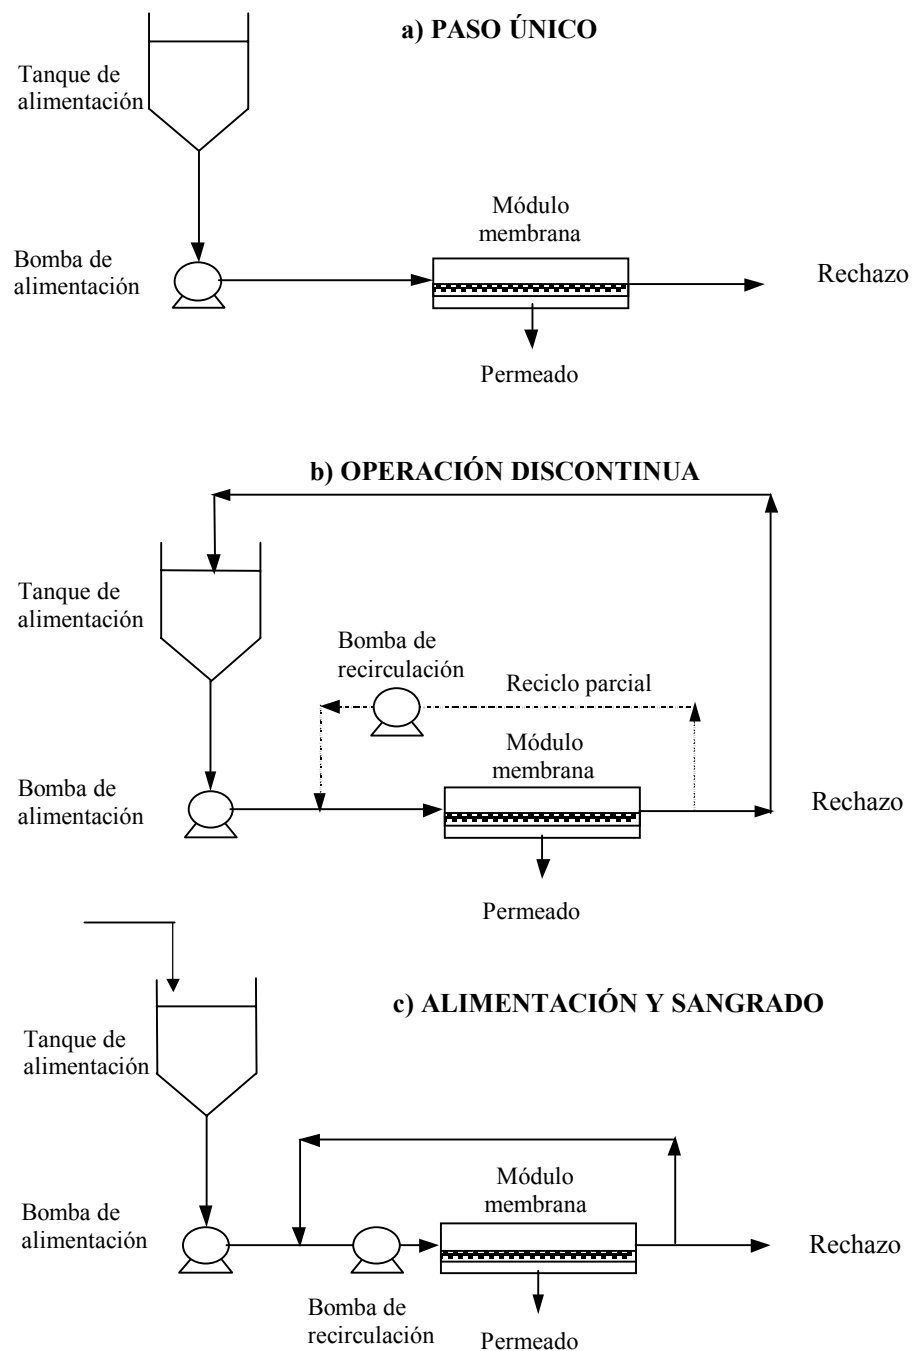 a) PASO ÚNICO
Tanque de
alimentación
Módulo
membrana
Bomba de
alimentación
Rechazo
Permeado
b) OPERACIÓN DISCONTINUA
Tanque de
alimentación
Bomba de
recirculación
Reciclo parcial
Módulo
membrana
Bomba de
alimentación
Rechazo
Permeado
c) ALIMENTACIÓN Y SANGRADO
Tanque de
alimentación
Módulo
membrana
Bomba de
alimentación
Rechazo
Bomba de
recirculación
Permeado